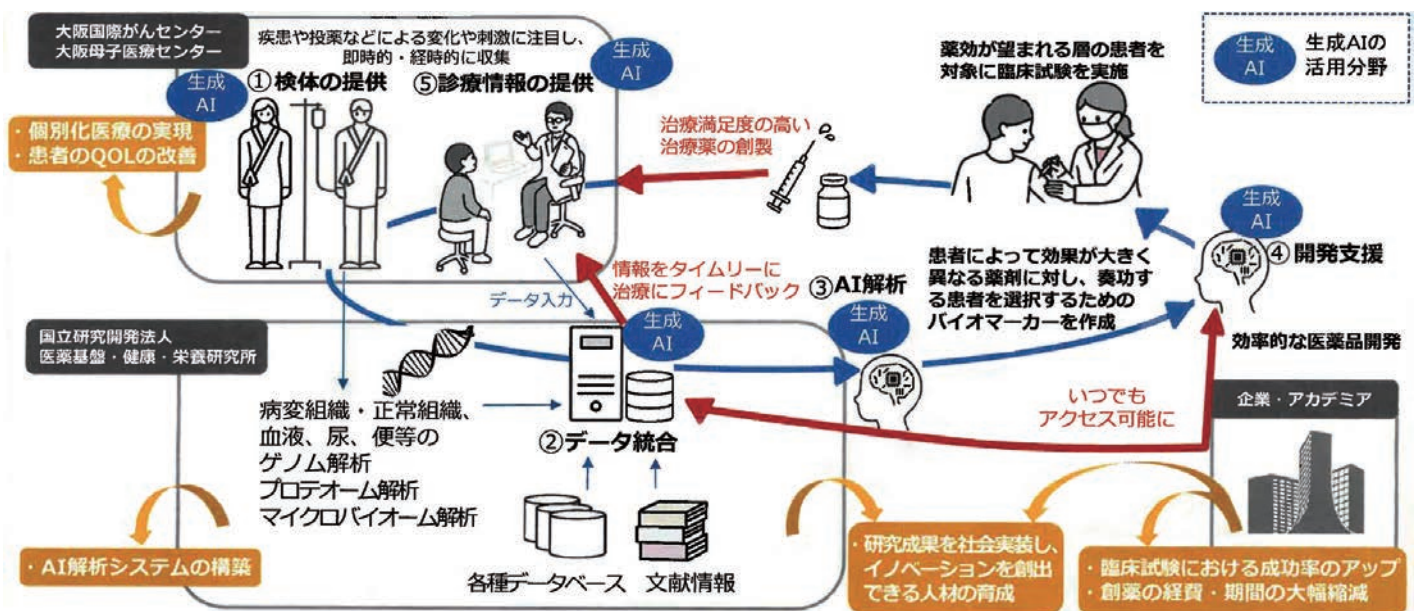 大阪国際がんセンター
大阪母子医療センター
疾患や投薬などによる変化や刺激に注目し、
即時的・経時的に収集
生成
AI
①検体の提供
生成
AI
⑤診療情報の提供
・個別化医療の実現
・患者のQOLの改善
治療満足度の高い
治療薬の創製
薬効が望まれる層の患者を
対象に臨床試験を実施
生成
AI
生成AIの
活用分野
生成
AI
④開発支援
効率的な医薬品開発
患者によって効果が大きく
異なる薬剤に対し、奏功す
る患者を選択するための
バイオマーカーを作成
③AI解析
生成
AI
情報をタイムリーに
治療にフィードバック
データ入力
生成
AI
国立研究開発法人
医薬基盤・健康・栄養研究所
病変組織・正常組織、
血液、尿、便等の
ゲノム解析
プロテオーム解析
マイクロバイオーム解析
②データ統合
各種データベース
文献情報
いつでも
アクセス可能に
企業・アカデミア
・AI解析システムの構築
・研究成果を社会実装し、
イノベーションを創出
できる人材の育成
・臨床試験における成功率のアップ
・創薬の経費・期間の大幅縮減